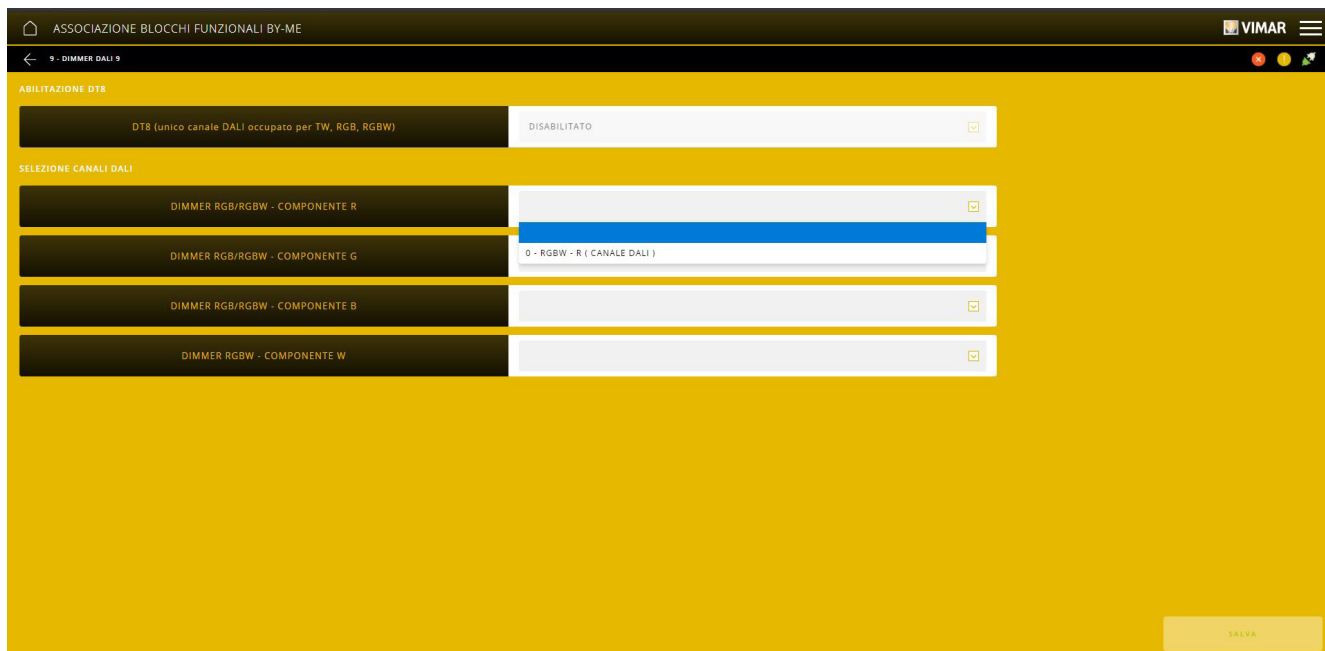 ASSOCIAZIONE BLOCCHI FUNZIONALI BY-ME
VIMAR
9 - DIMMER DALI 9
ABILITAZIONE DT8
DT8 (unico canale DALI occupato per TW, RGB, RGBW)
DISABILITATO
SELEZIONE CANALI DALI
DIMMER RGB/RGBW - COMPONENTE R
DIMMER RGB/RGBW - COMPONENTE G
0 - RGBW - R ( CANALE DALI )
DIMMER RGB/RGBW - COMPONENTE B
DIMMER RGBW - COMPONENTE W
SALVA